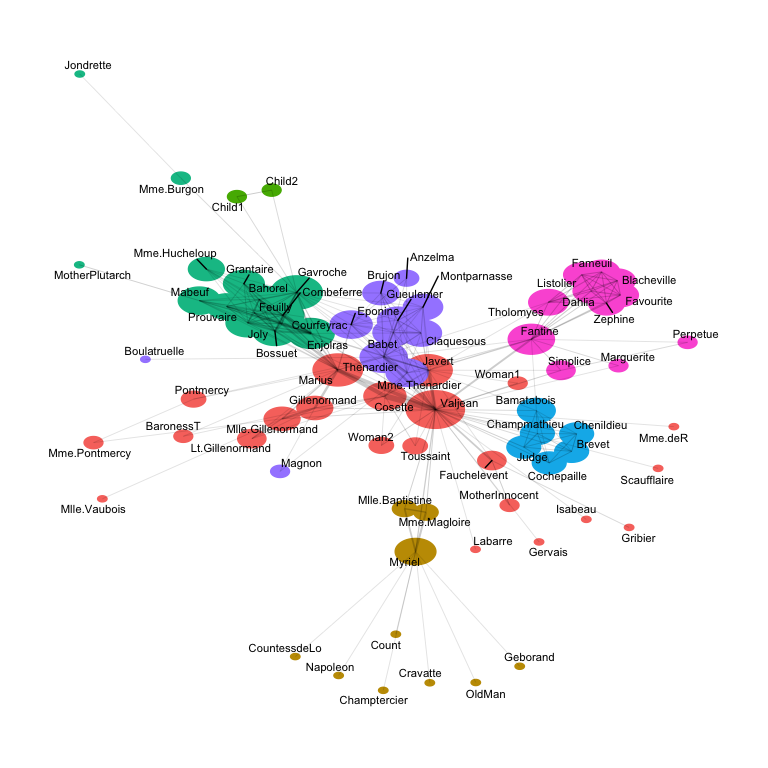 Jondrette
Mme.Burgon
Child2
Child1
Mme.Hucheloup
Anzelma
MotherPlutarch
Grantaire
Gavroche
Brujon
Montparnasse
Fameuil
Mabeuf
Bahorel
Combeferre
Gueulemer
Listolier
Blacheville
Prouvaire
Feuilly
Eponine
Tholomyes
Dahlia
Favourite
Joly
Courfeyrac
Zephine
Boulatruelle
Bossuet
Enjolras
Babet
Claquesous
Fantine
Perpetue
Marius
Thenardier
Javert
Simplice
Marguerite
Pontmercy
Gillenormand
Mme.Thenardier
Woman1
Cosette
Valjean
Bamatabois
BaronessT
Mlle.Gillenormand
Champmathieu
Chenildieu
Mme.Pontmercy
Lt.Gillenormand
Woman2
Toussaint
Judge
Brevet
Mme.deR
Magnon
Fauchelevent
Cochepaille
Scaufflaire
Mlle.Vaubois
Mlle.Baptistine
MotherInnocent
Isabeau
Mme.Magloire
Gribier
Myriel
Labarre
Gervais
CountessdeLo
Count
Geborand
Napoleon
Cravatte
Champtercier
OldMan